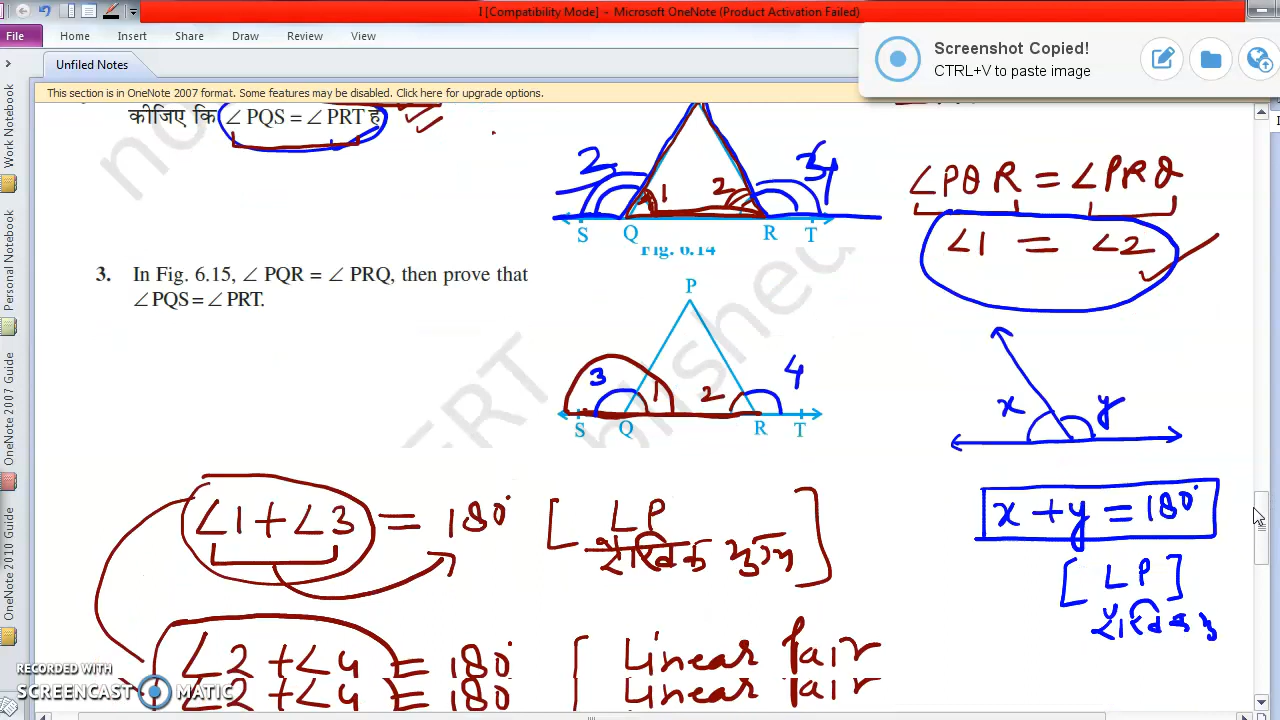 I [Compatibility Mode] - Microsoft OneNote (Product Activation Failed)
File Home Insert Share Draw Review View
Screenshot Copied!
CTRL+V to paste image
Unfiled Notes
This section is in OneNote 2007 format. Some features may be disabled. Click here for upgrade options.
Work Notebook
Personal Notebook
OneNote 2007 Guide
OneNote 2010 Guide
कीजिए कि ∠ PQS = ∠ PRT है
2 1 2
S Q R T
Fig. 6.14
∠PQR = ∠PRQ
∠1 = ∠2
3. In Fig. 6.15, ∠ PQR = ∠ PRQ, then prove that
∠ PQS = ∠ PRT.
P
3 1 2 4
S Q R T
x y
x + y = 180°
[ LP ]
∠1 + ∠3 = 180° [ LP
रैखिक युग्म ]
∠2 + ∠4 = 180° [ Linear pair
∠2 + ∠4 = 180° [ Linear pair
RECORDED WITH
SCREENCAST MATIC